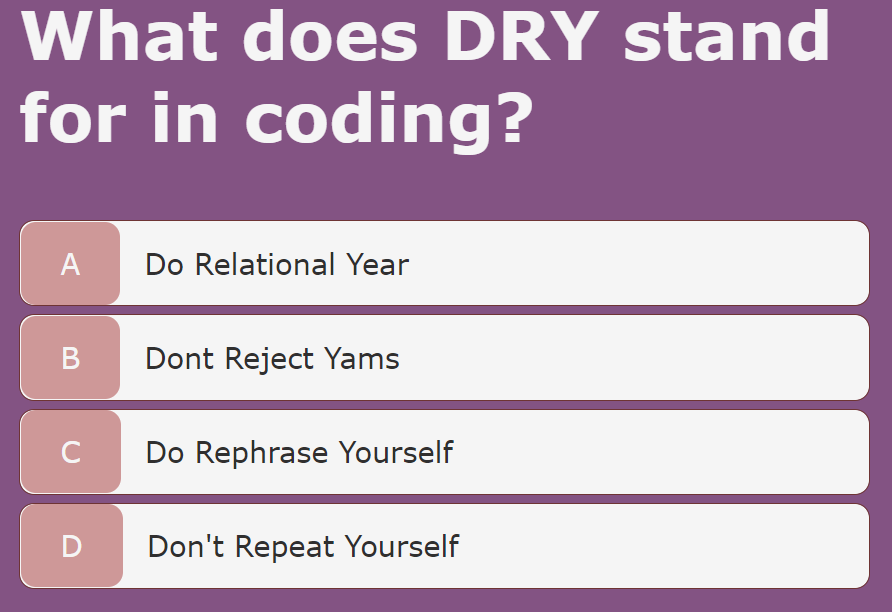 What does DRY stand
for in coding?
A Do Relational Year
B Dont Reject Yams
C Do Rephrase Yourself
D Don't Repeat Yourself